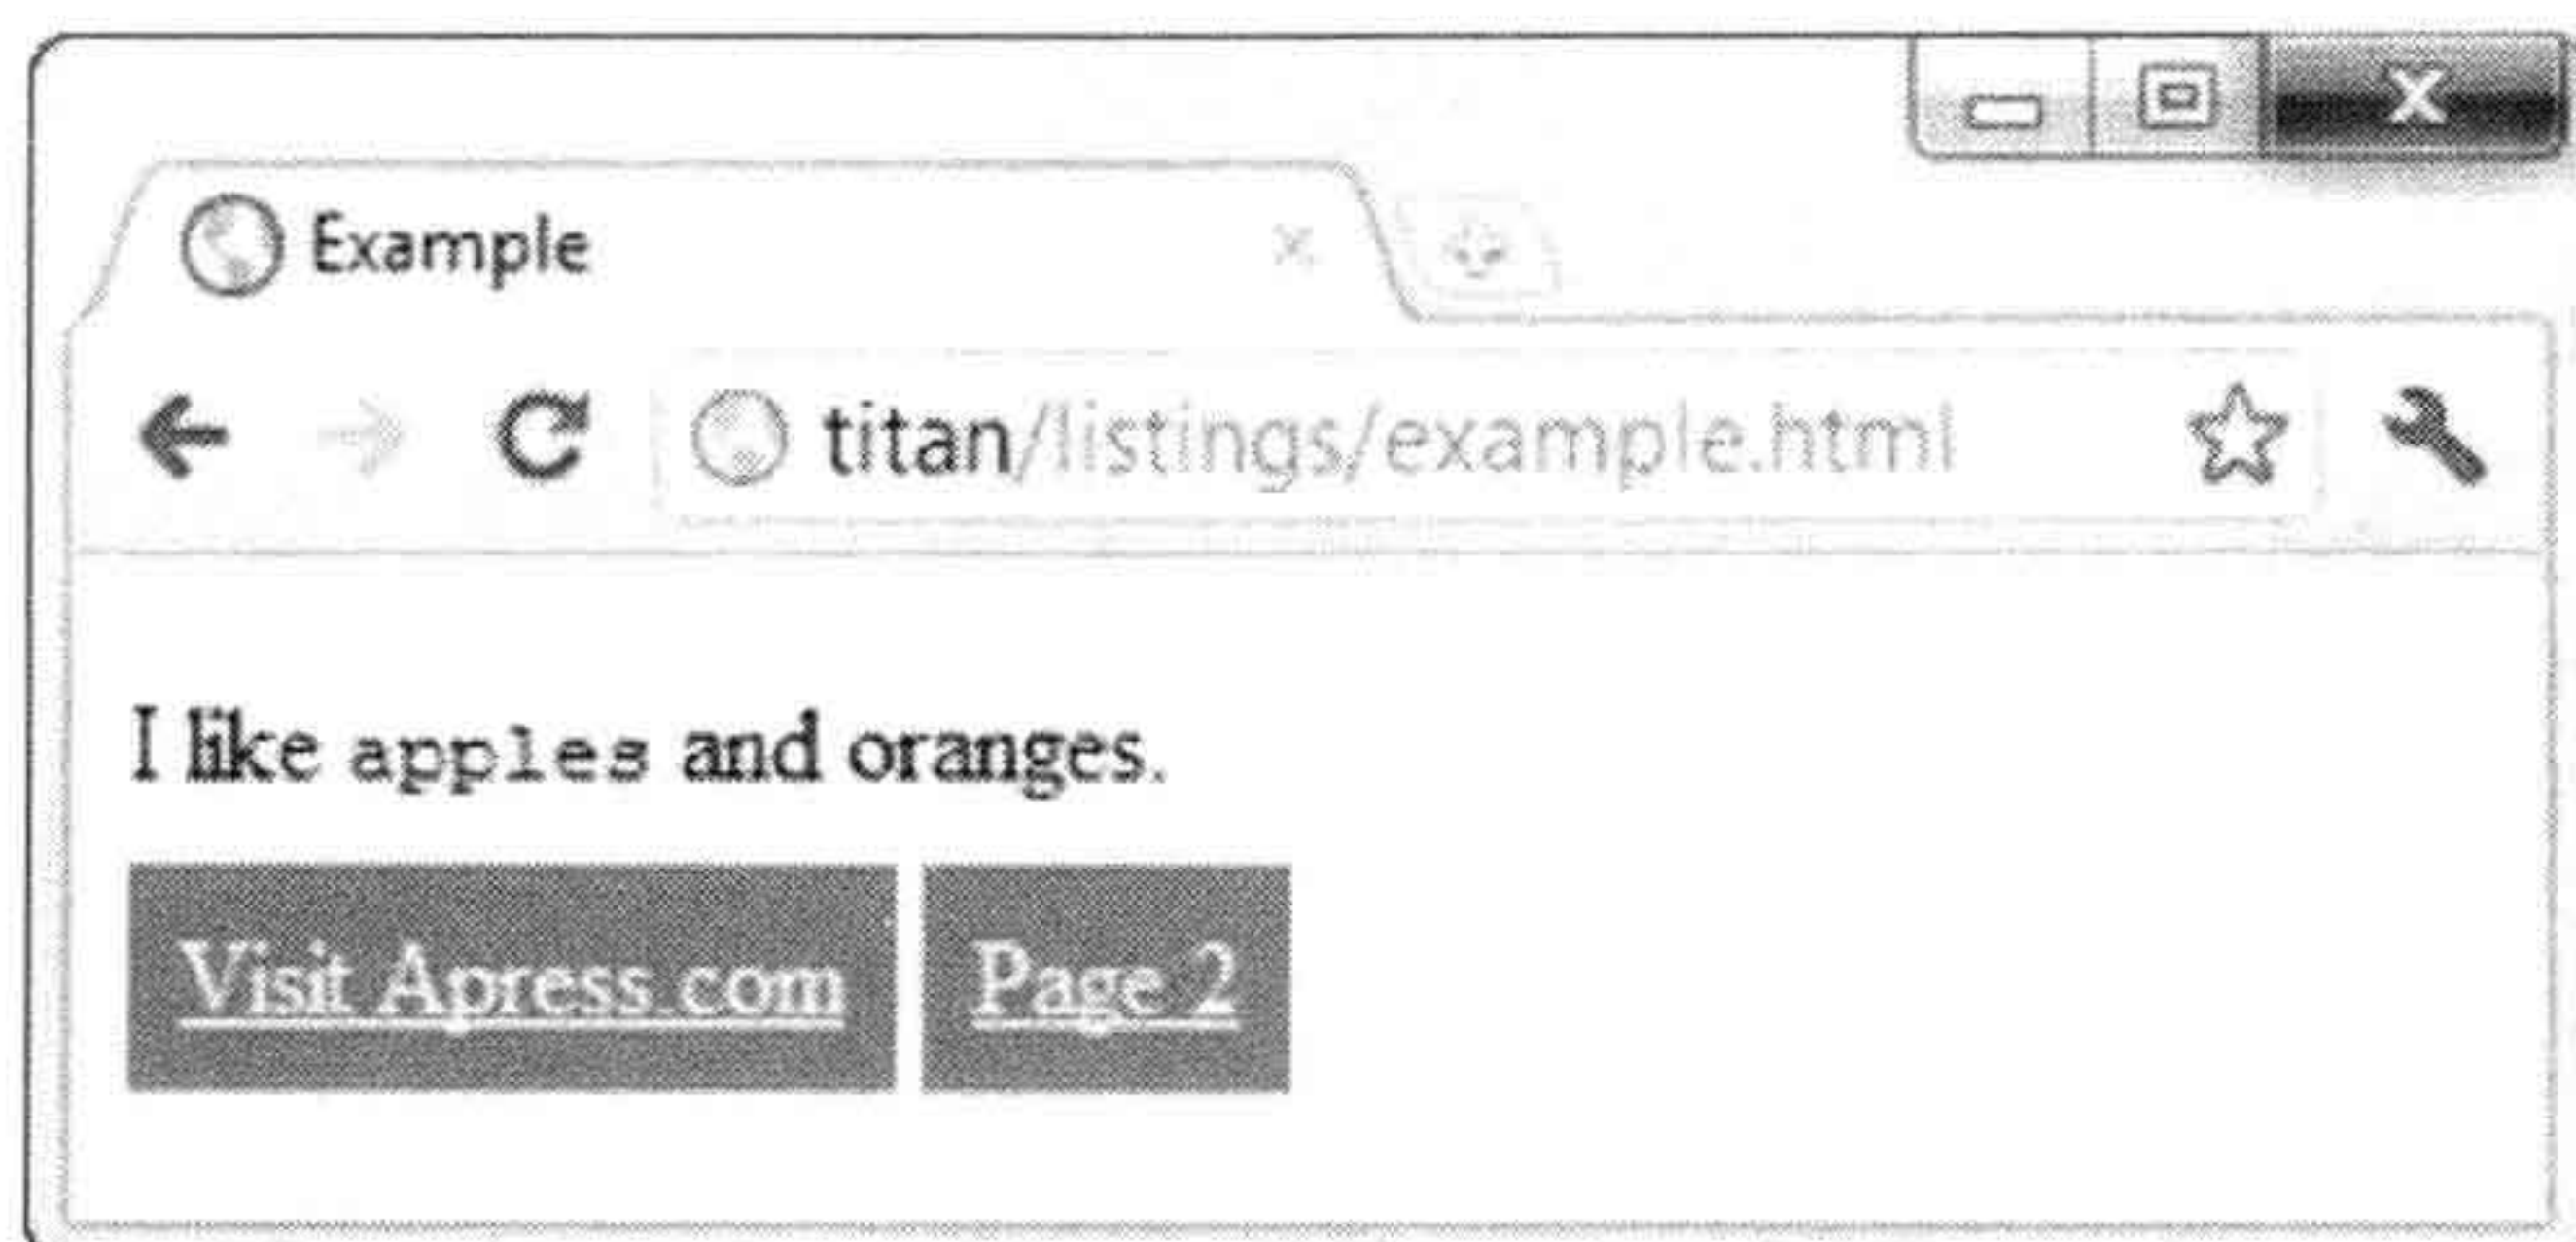 Example
titan/listings/example.html
I like apples and oranges.
Visit Apress.com Page 2